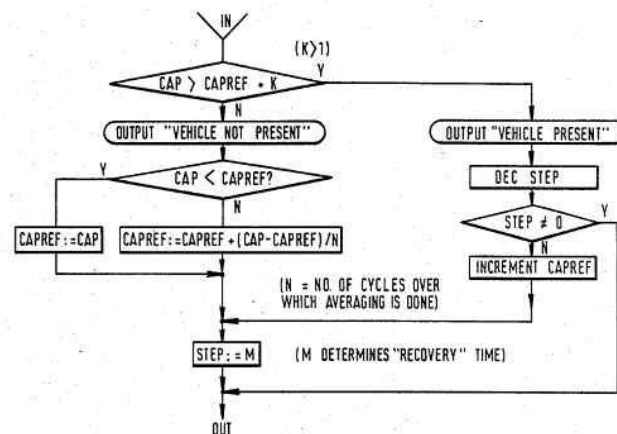 IN
(K>1)
CAP > CAPREF + K
Y
N
OUTPUT "VEHICLE NOT PRESENT"
OUTPUT "VEHICLE PRESENT"
Y
CAP < CAPREF?
N
DEC STEP
STEP ≠ 0
Y
N
CAPREF:=CAP
CAPREF:=CAPREF+(CAP-CAPREF)/N
INCREMENT CAPREF
(N = NO. OF CYCLES OVER
WHICH AVERAGING IS DONE)
STEP:=M
(M DETERMINES "RECOVERY" TIME)
OUT